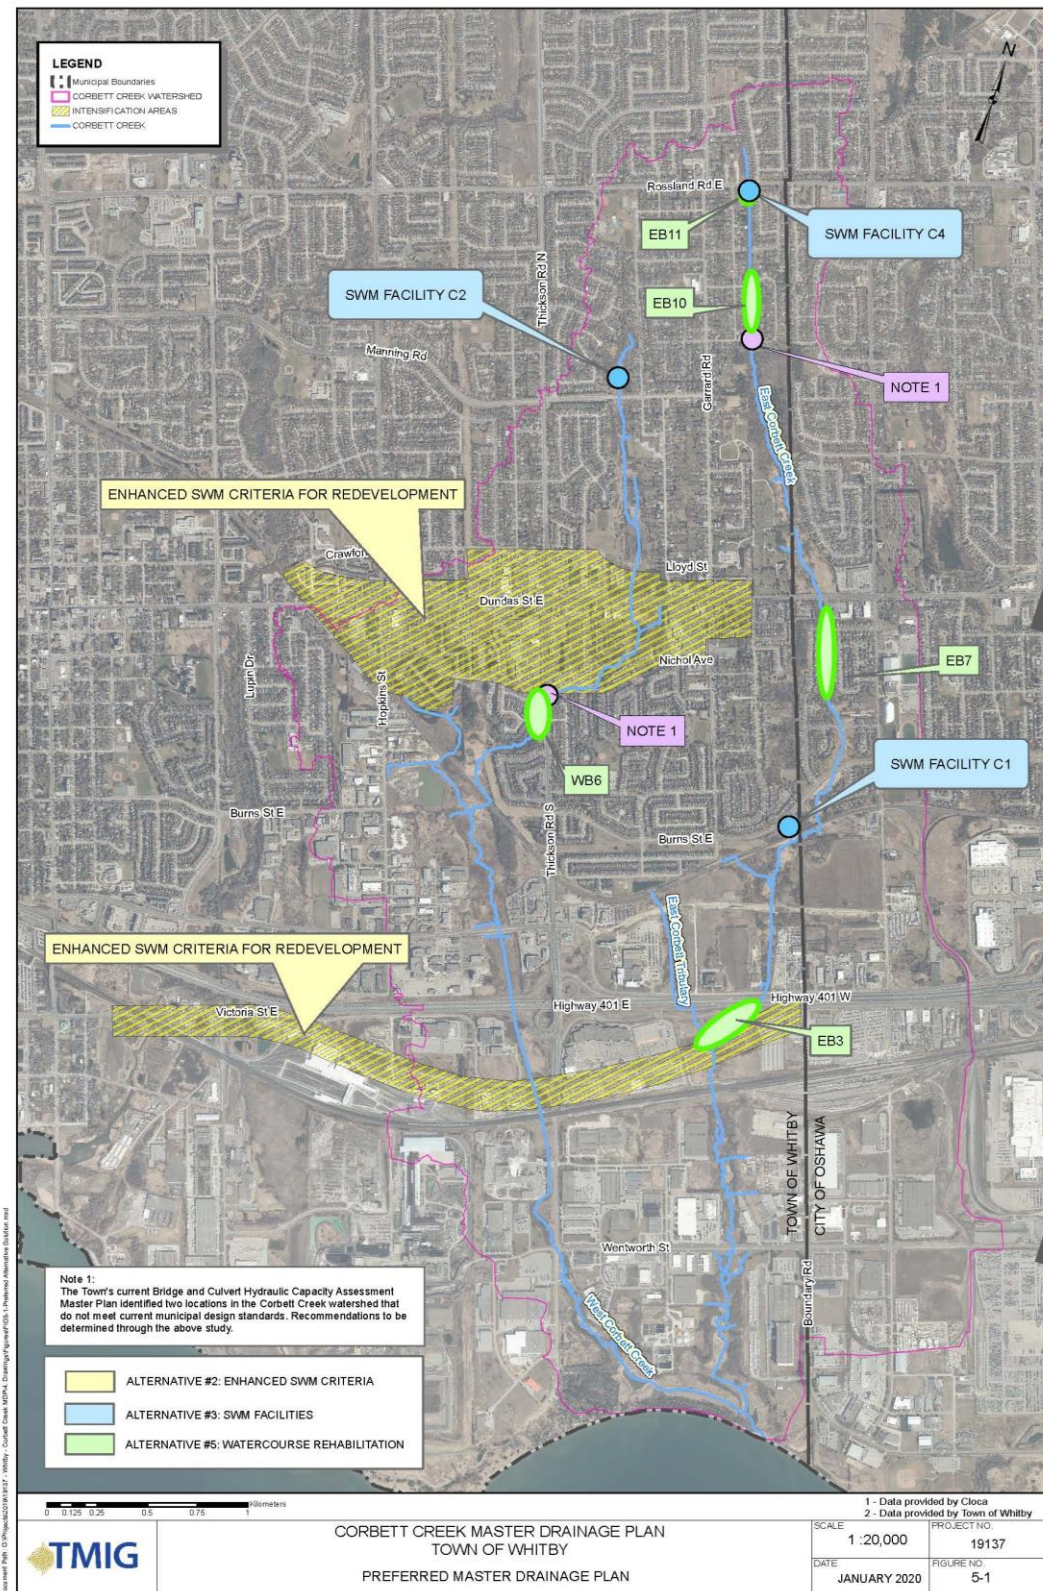 LEGEND
Municipal Boundaries
CORBETT CREEK WATERSHED
INTENSIFICATION AREAS
CORBETT CREEK
N
Rossland Rd E
EB11
SWM FACILITY C4
Thickson Rd N
SWM FACILITY C2
EB10
Manning Rd
Garrard Rd
NOTE 1
East Corbett Creek
ENHANCED SWM CRITERIA FOR REDEVELOPMENT
Lloyd St
Dundas St E
Nichol Ave
Lupin Dr
Hopkins St
EB7
NOTE 1
WB6
SWM FACILITY C1
Burns St E
Thickson Rd S
Burns St E
East Corbett Tributary
ENHANCED SWM CRITERIA FOR REDEVELOPMENT
Highway 401 E
Highway 401 W
Victoria St E
EB3
TOWN OF WHITBY
CITY OF OSHAWA
Wentworth St
Boundary Rd
West Corbett Creek
Note 1:
The Town's current Bridge and Culvert Hydraulic Capacity Assessment
Master Plan identified two locations in the Corbett Creek watershed that
do not meet current municipal design standards. Recommendations to be
determined through the above study.
ALTERNATIVE #2: ENHANCED SWM CRITERIA
ALTERNATIVE #3: SWM FACILITIES
ALTERNATIVE #5: WATERCOURSE REHABILITATION
0 0.125 0.25 0.5 0.75 1 Kilometers
1 - Data provided by Cloca
2 - Data provided by Town of Whitby
TMIG
CORBETT CREEK MASTER DRAINAGE PLAN
TOWN OF WHITBY
PREFERRED MASTER DRAINAGE PLAN
SCALE
1 :20,000
PROJECT NO.
19137
DATE
JANUARY 2020
FIGURE NO.
5-1